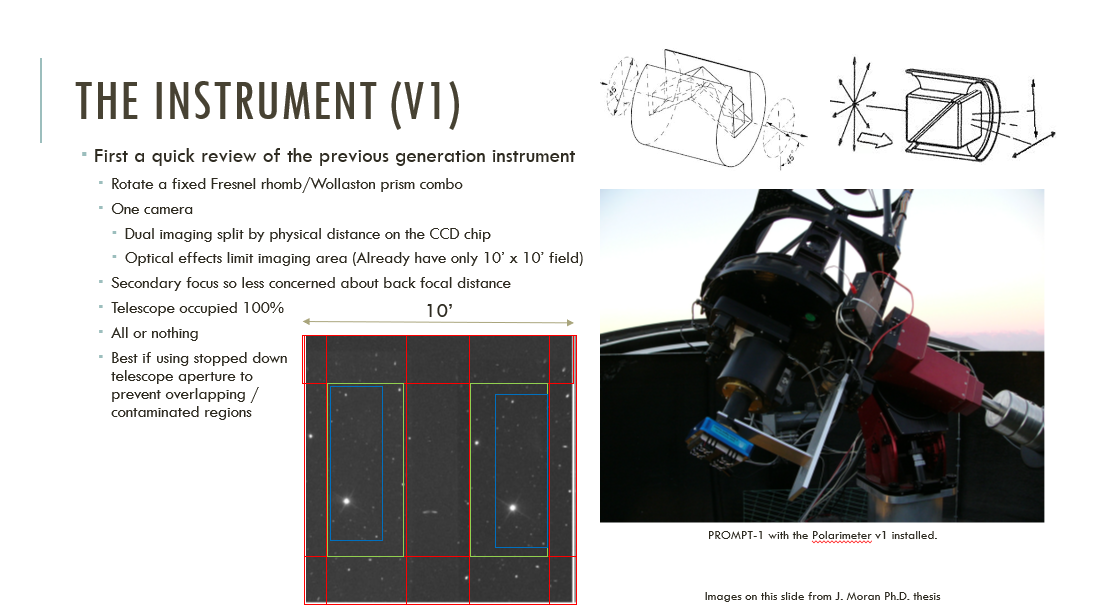 THE INSTRUMENT (V1)
First a quick review of the previous generation instrument
Rotate a fixed Fresnel rhomb/Wollaston prism combo
One camera
Dual imaging split by physical distance on the CCD chip
Optical effects limit imaging area (Already have only 10’ x 10’ field)
Secondary focus so less concerned about back focal distance
Telescope occupied 100%
All or nothing
Best if using stopped down
telescope aperture to
prevent overlapping /
contaminated regions
10’
45
45
PROMPT-1 with the Polarimeter v1 installed.
Images on this slide from J. Moran Ph.D. thesis